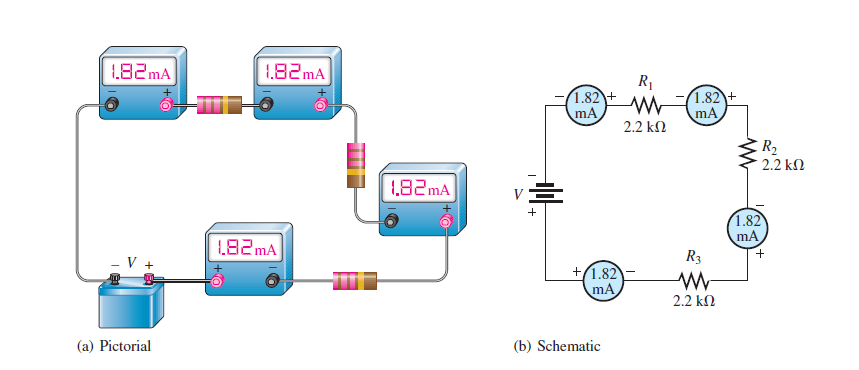 1.82 mA
− +
1.82 mA
− +
1.82 mA
− +
1.82 mA
+ −
− V +
(a) Pictorial
− 1.82 mA +
R1
2.2 kΩ
− 1.82 mA +
R2
2.2 kΩ
−
V
+
−
1.82 mA
+
R3
2.2 kΩ
+ 1.82 mA −
(b) Schematic